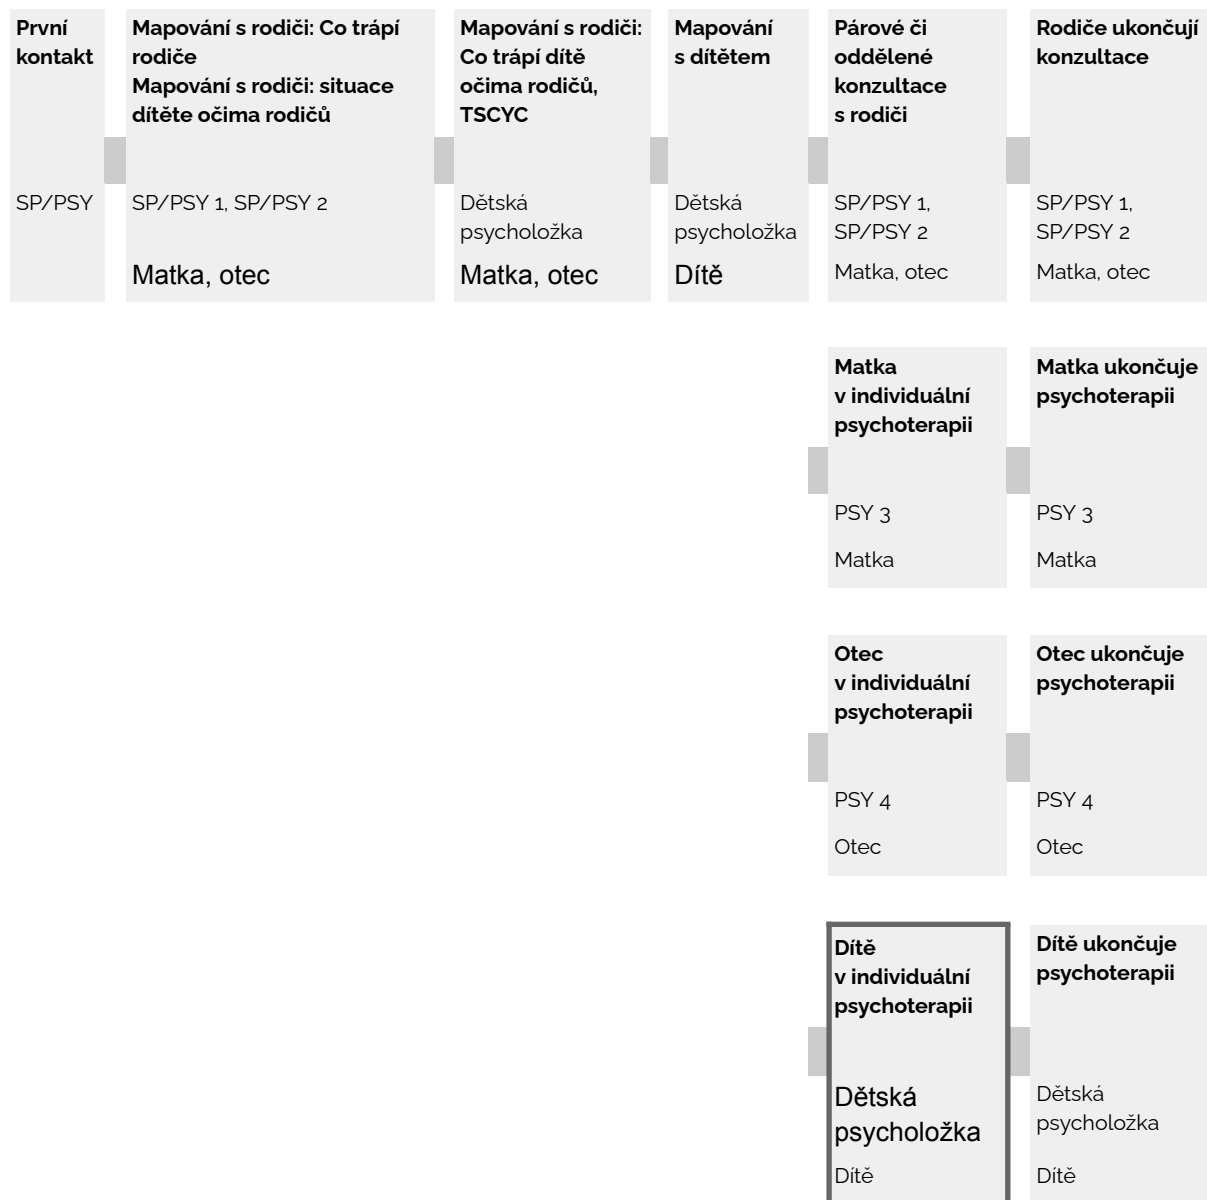 První
kontakt
SP/PSY
Mapování s rodiči: Co trápí
rodiče
Mapování s rodiči: situace
dítěte očima rodičů
SP/PSY 1, SP/PSY 2
Matka, otec
Mapování s rodiči:
Co trápí dítě
očima rodičů,
TSCYC
Dětská
psycholožka
Matka, otec
Mapování
s dítětem
Dětská
psycholožka
Dítě
Párové či
oddělené
konzultace
s rodiči
SP/PSY 1,
SP/PSY 2
Matka, otec
Rodiče ukončují
konzultace
SP/PSY 1,
SP/PSY 2
Matka, otec
Matka
v individuální
psychoterapii
PSY 3
Matka
Matka ukončuje
psychoterapii
PSY 3
Matka
Otec
v individuální
psychoterapii
PSY 4
Otec
Otec ukončuje
psychoterapii
PSY 4
Otec
Dítě
v individuální
psychoterapii
Dětská
psycholožka
Dítě
Dítě ukončuje
psychoterapii
Dětská
psycholožka
Dítě